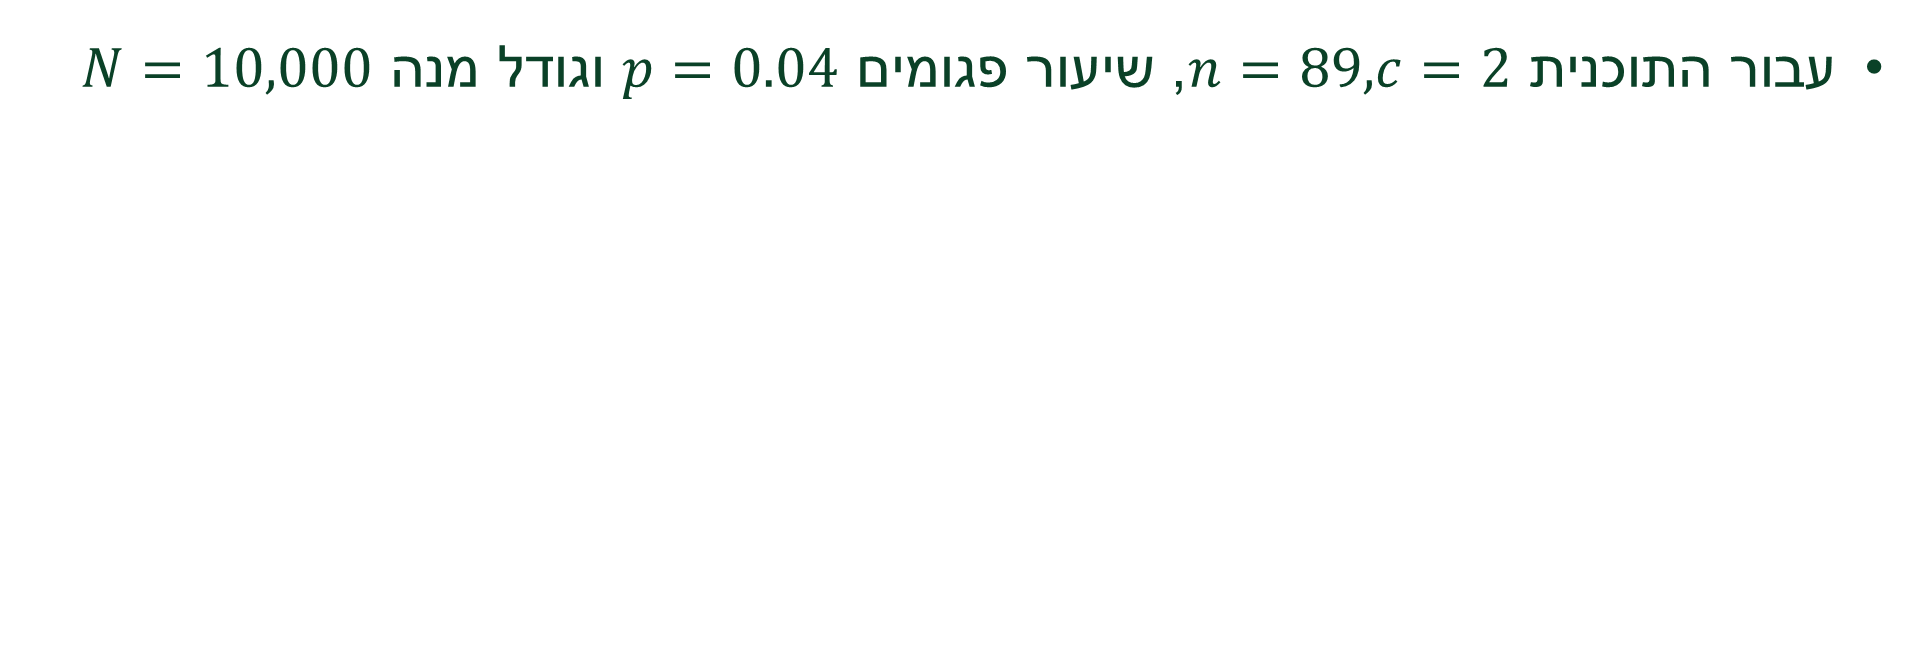 • עבור התוכנית n = 89,c = 2, שיעור פגומים p = 0.04 וגודל מנה N = 10,000